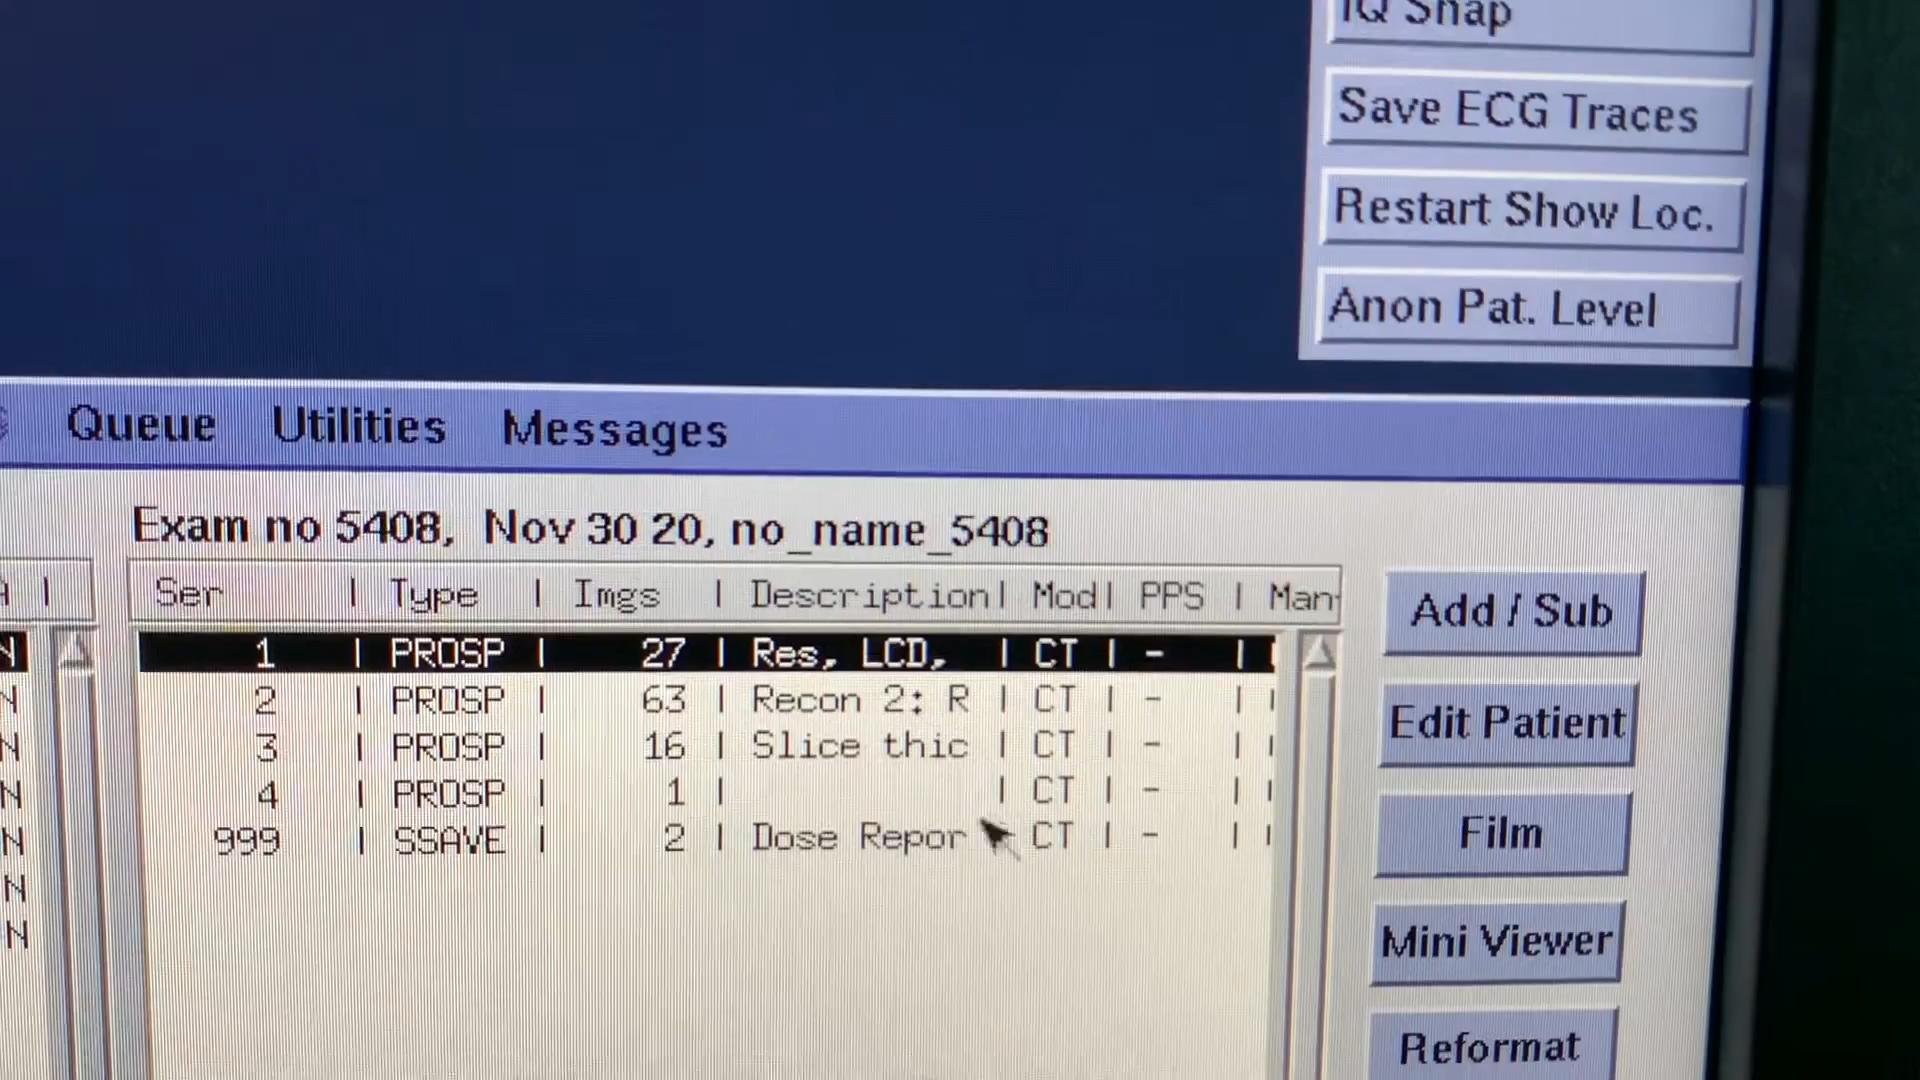 IQ Snap
Save ECG Traces
Restart Show Loc.
Anon Pat. Level
Queue Utilities Messages
Exam no 5408, Nov 30 20, no_name_5408
Ser | Type | Imgs | Description| Mod| PPS | Man
1 | PROSP | 27 | Res, LCD, | CT | - |
2 | PROSP | 63 | Recon 2: R | CT | - | |
3 | PROSP | 16 | Slice thic | CT | - | |
4 | PROSP | 1 | | CT | - | |
999 | SSAVE | 2 | Dose Repor CT | - | |
N
N
N
N
N
N
N
Add / Sub
Edit Patient
Film
Mini Viewer
Reformat